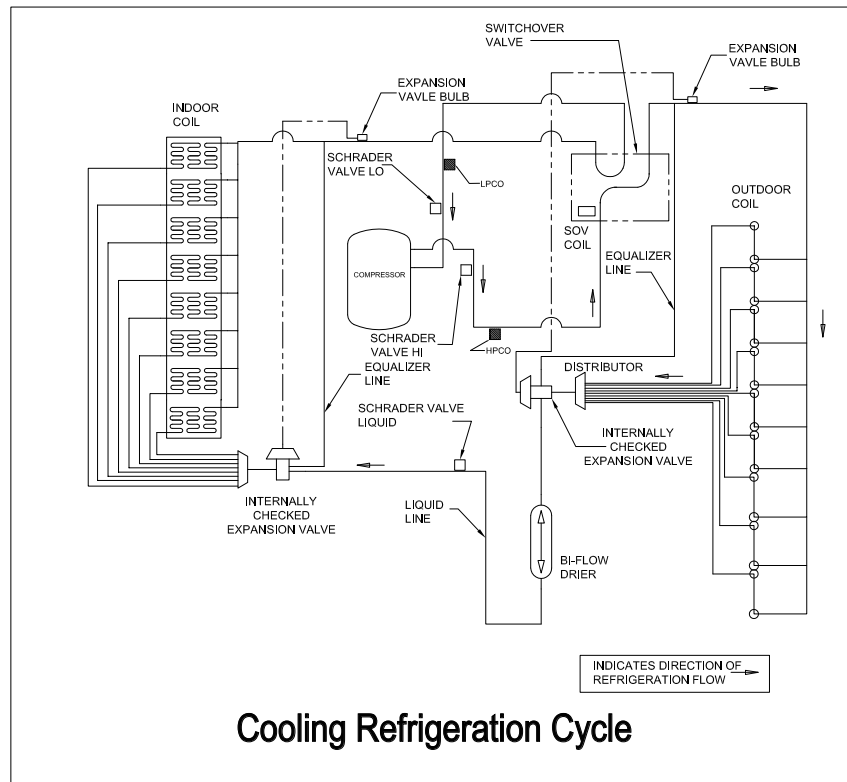 SWITCHOVER
VALVE
EXPANSION
VAVLE BULB
EXPANSION
VAVLE BULB
INDOOR
COIL
SCHRADER
VALVE LO
LPCO
OUTDOOR
COIL
SOV
COIL
EQUALIZER
LINE
COMPRESSOR
SCHRADER
VALVE HI
HPCO
EQUALIZER
LINE
DISTRIBUTOR
SCHRADER VALVE
LIQUID
INTERNALLY
CHECKED
EXPANSION VALVE
INTERNALLY
CHECKED
EXPANSION VALVE
LIQUID
LINE
BI-FLOW
DRIER
INDICATES DIRECTION OF
REFRIGERATION FLOW
Cooling Refrigeration Cycle